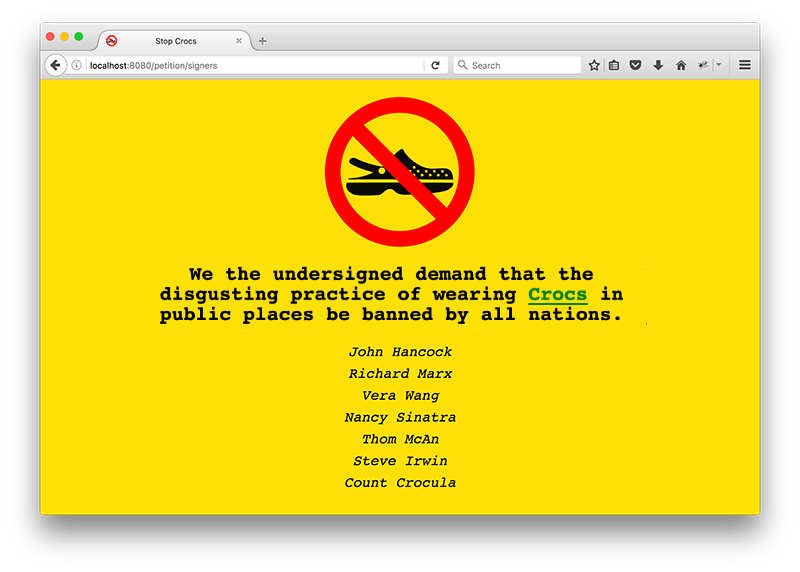 Stop Crocs
localhost:8080/petition/signers
Search
We the undersigned demand that the
disgusting practice of wearing Crocs in
public places be banned by all nations.
John Hancock
Richard Marx
Vera Wang
Nancy Sinatra
Thom McAn
Steve Irwin
Count Crocula